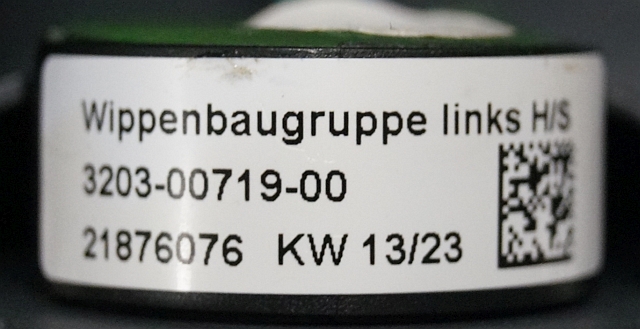 Wippenbaugruppe links H/S
3203-00719-00
21876076 KW 13/23